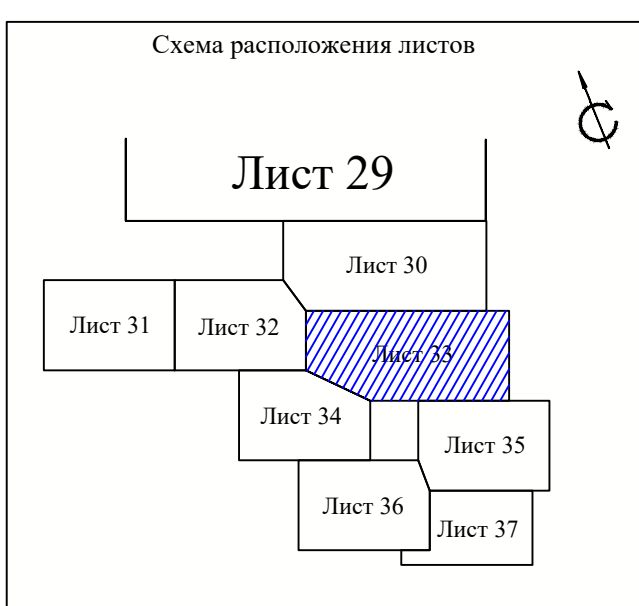 Схема расположения листов
Лист 29
Лист 30
Лист 31
Лист 32
Лист 33
Лист 34
Лист 35
Лист 36
Лист 37